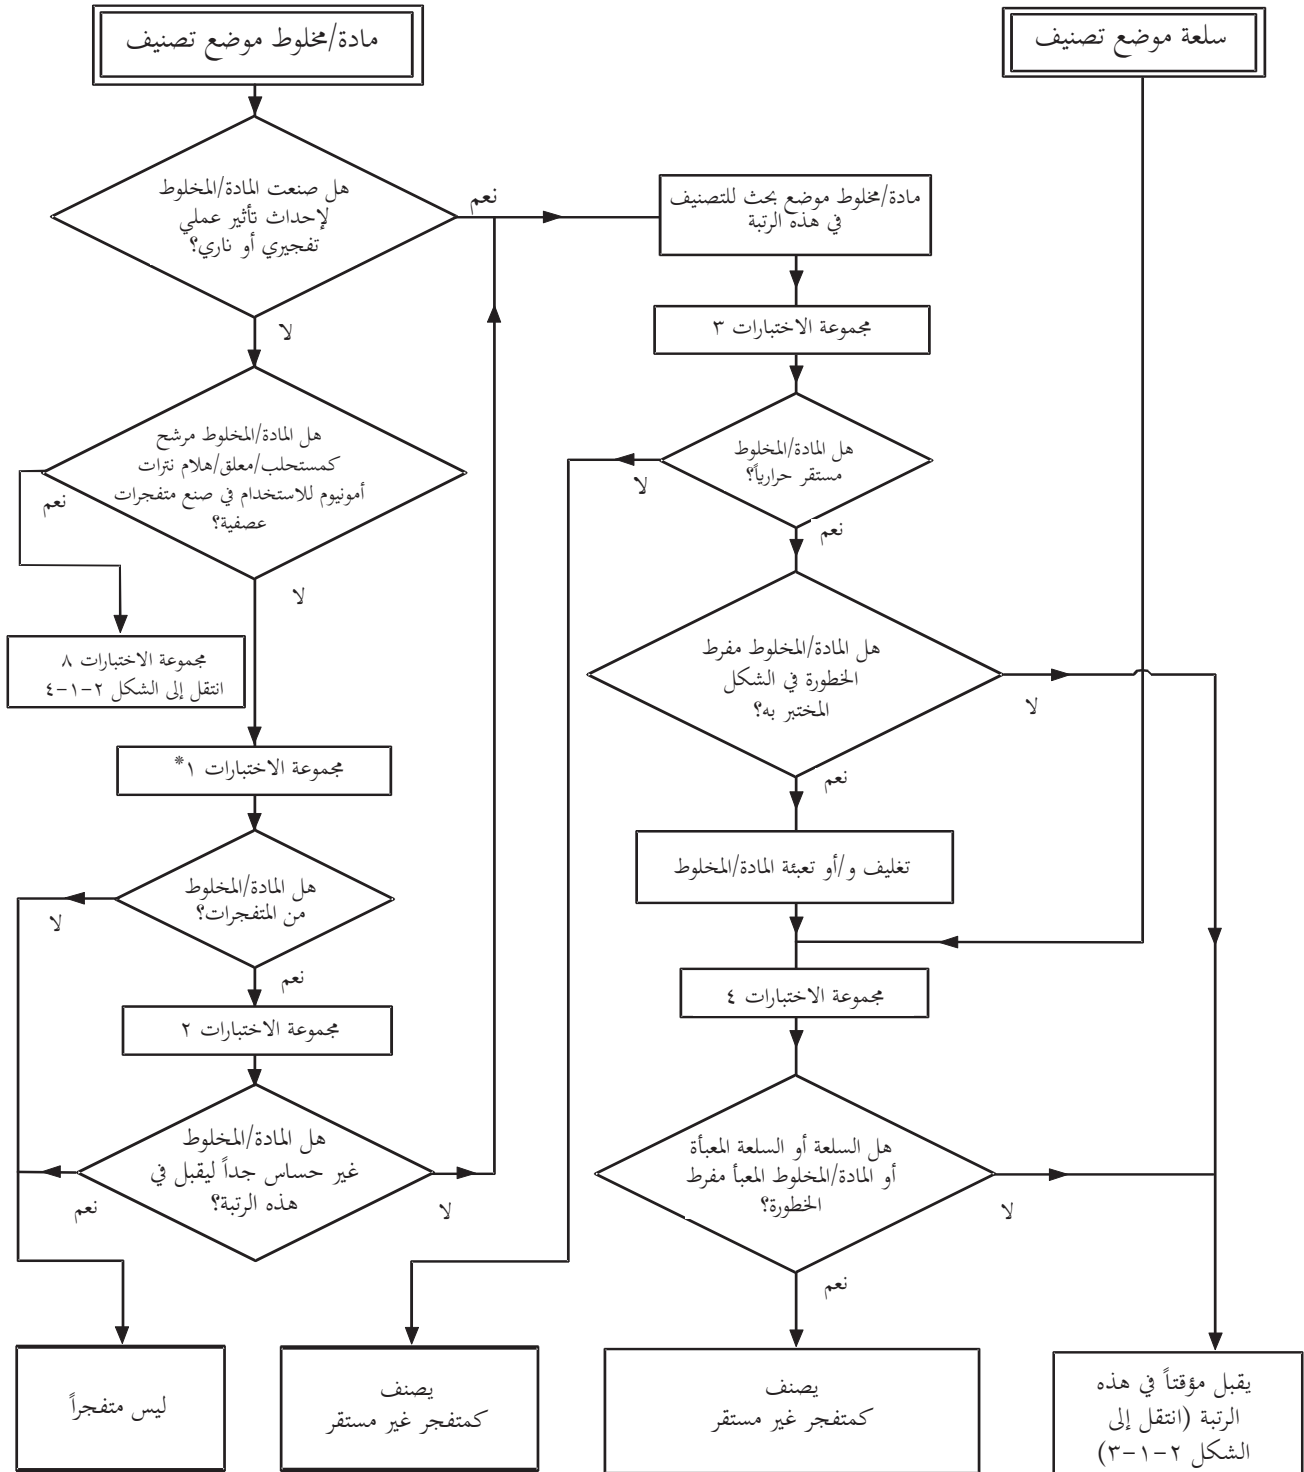 مادة/مخلوط موضع تصنيف
سلعة موضع تصنيف
هل صنعت المادة/المخلوط
لإحداث تأثير عملي
تفجيري أو ناري؟
نعم
لا
مادة/مخلوط موضع بحث للتصنيف
في هذه الرتبة
مجموعة الاختبارات ٣
هل المادة/المخلوط
مستقر حرارياً؟
لا
نعم
هل المادة/المخلوط مرشح
كمستحلب/معلق/هلام نترات
أمونيوم للاستخدام في صنع متفجرات
عصفية؟
نعم
لا
مجموعة الاختبارات ٨
انتقل إلى الشكل ٢-١-٤
هل المادة/المخلوط مفرط
الخطورة في الشكل
المختبر به؟
لا
نعم
مجموعة الاختبارات ١*
تغليف و/أو تعبئة المادة/المخلوط
هل المادة/المخلوط
من المتفجرات؟
لا
نعم
مجموعة الاختبارات ٤
مجموعة الاختبارات ٢
هل المادة/المخلوط
غير حساس جداً ليقبل في
هذه الرتبة؟
نعم
لا
هل السلعة أو السلعة المعبأة
أو المادة/المخلوط المعبأ مفرط
الخطورة؟
لا
نعم
ليس متفجراً
يصنف
كمتفجر غير مستقر
يصنف
كمتفجر غير مستقر
يقبل مؤقتاً في هذه
الرتبة (انتقل إلى
الشكل ٢-١-٣)